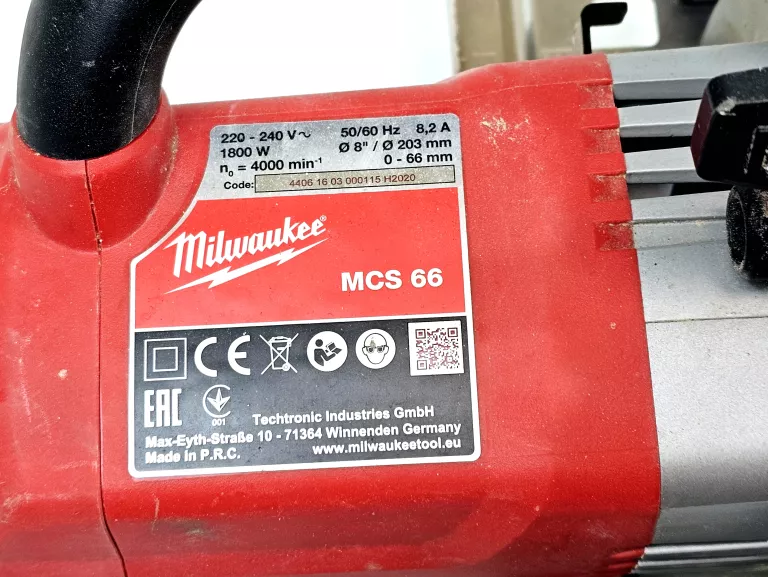 220 - 240 V~ 50/60 Hz 8,2 A
1800 W Ø 8" / Ø 203 mm
n₀ = 4000 min⁻¹ 0 - 66 mm
Code: 4406 16 03 000115 H2020
Milwaukee®
MCS 66
CE
EAC
001
Techtronic Industries GmbH
Max-Eyth-Straße 10 - 71364 Winnenden Germany
Made in P.R.C. www.milwaukeetool.eu